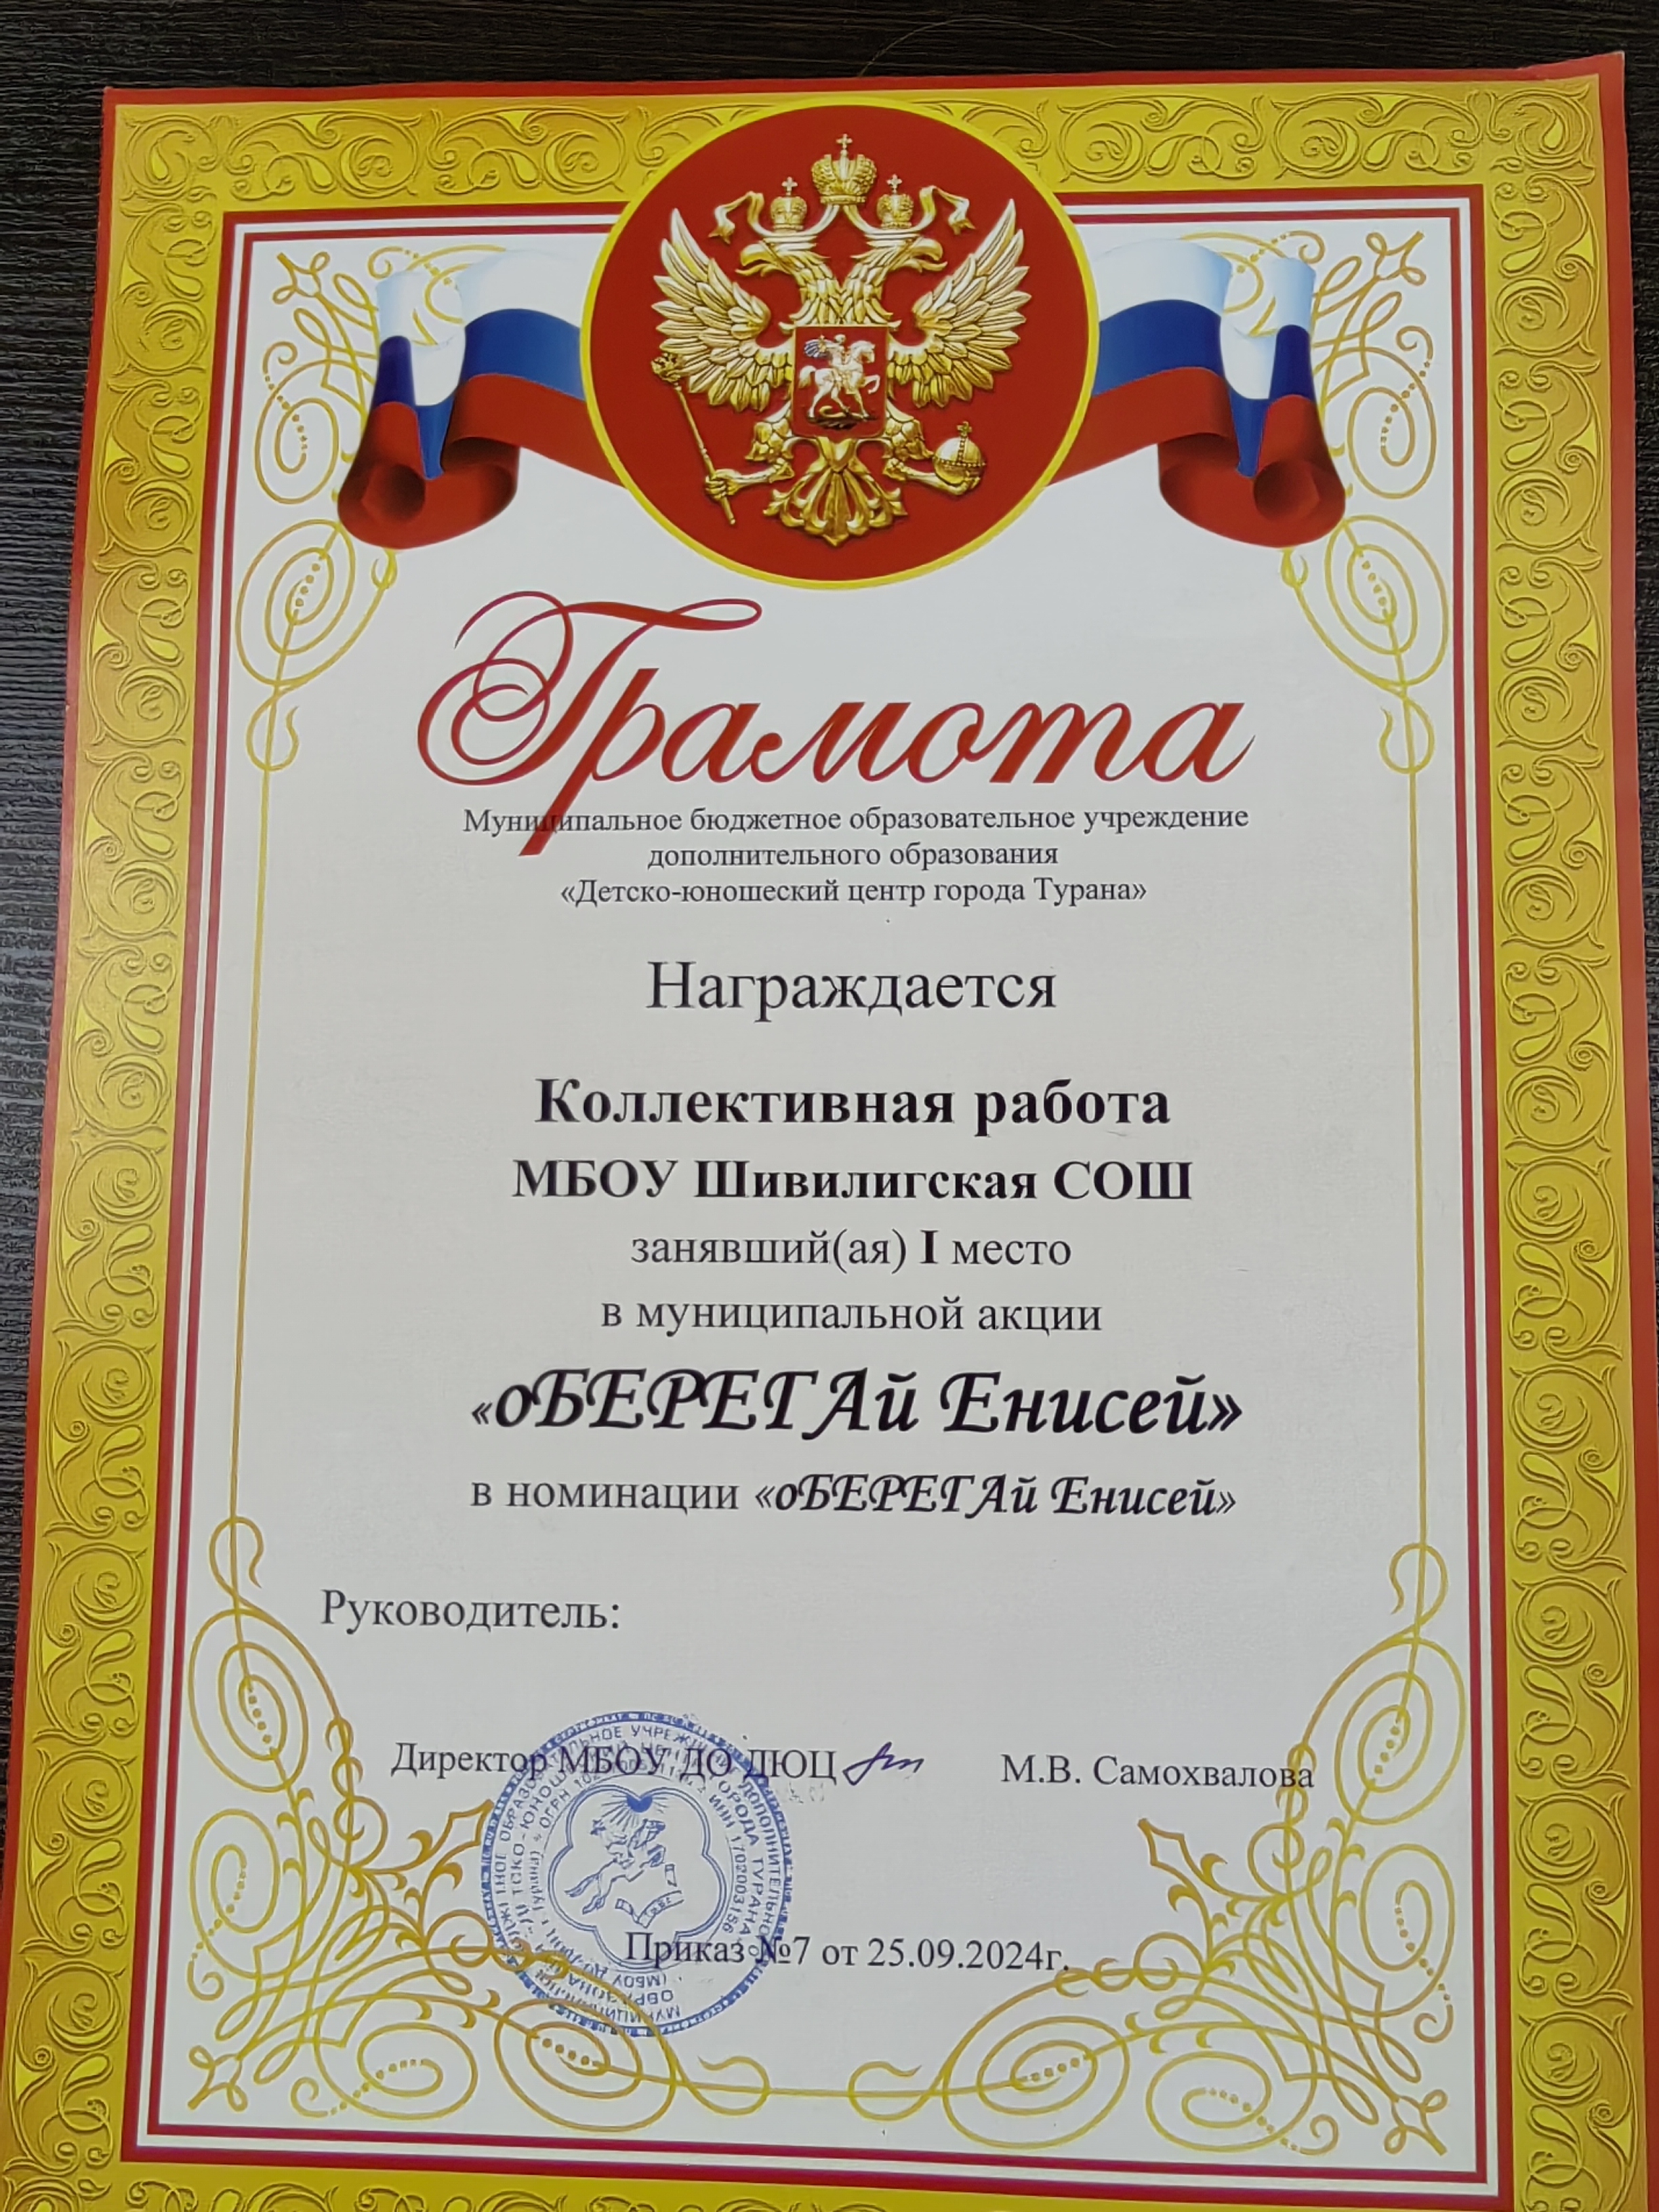 Грамота
Муниципальное бюджетное образовательное учреждение
дополнительного образования
«Детско-юношеский центр города Турана»
Награждается
Коллективная работа
МБОУ Шивилигская СОШ
занявший(ая) I место
в муниципальной акции
«оБЕРЕГАй Енисей»
в номинации «оБЕРЕГАй Енисей»
Руководитель:
Директор МБОУ ДО ДЮЦ М.В. Самохвалова
Приказ №7 от 25.09.2024г.